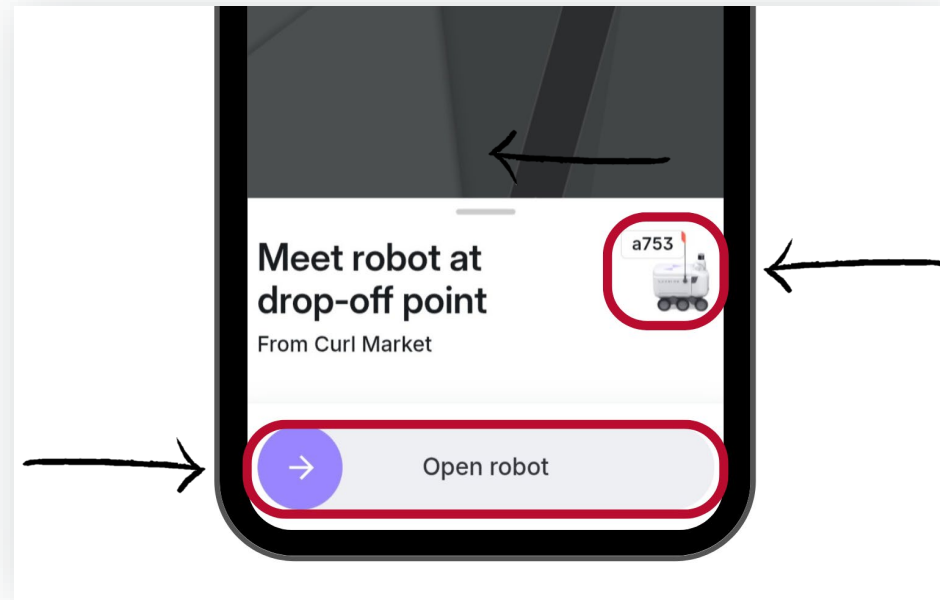 Meet robot at
drop-off point
a753
From Curl Market
Open robot